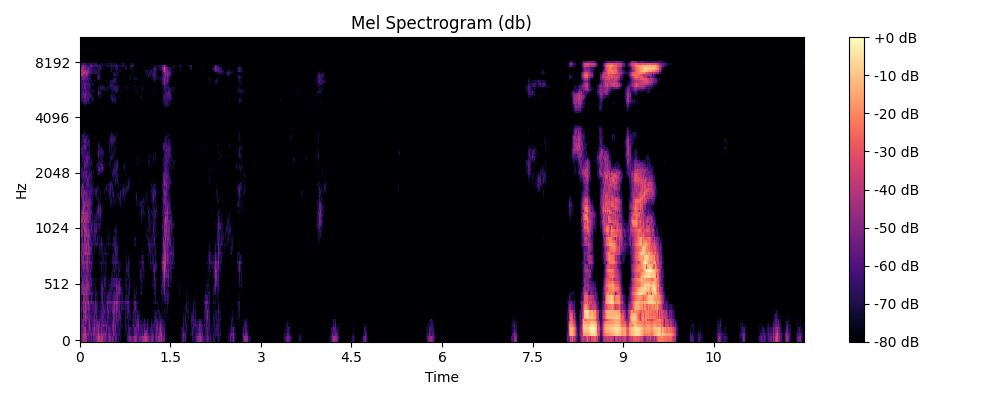 Mel Spectrogram (db)
+0 dB
8192
-10 dB
4096
-20 dB
-30 dB
2048
-40 dB
Hz
1024
-50 dB
512
-60 dB
-70 dB
0
-80 dB
0 1.5 3 4.5 6 7.5 9 10
Time